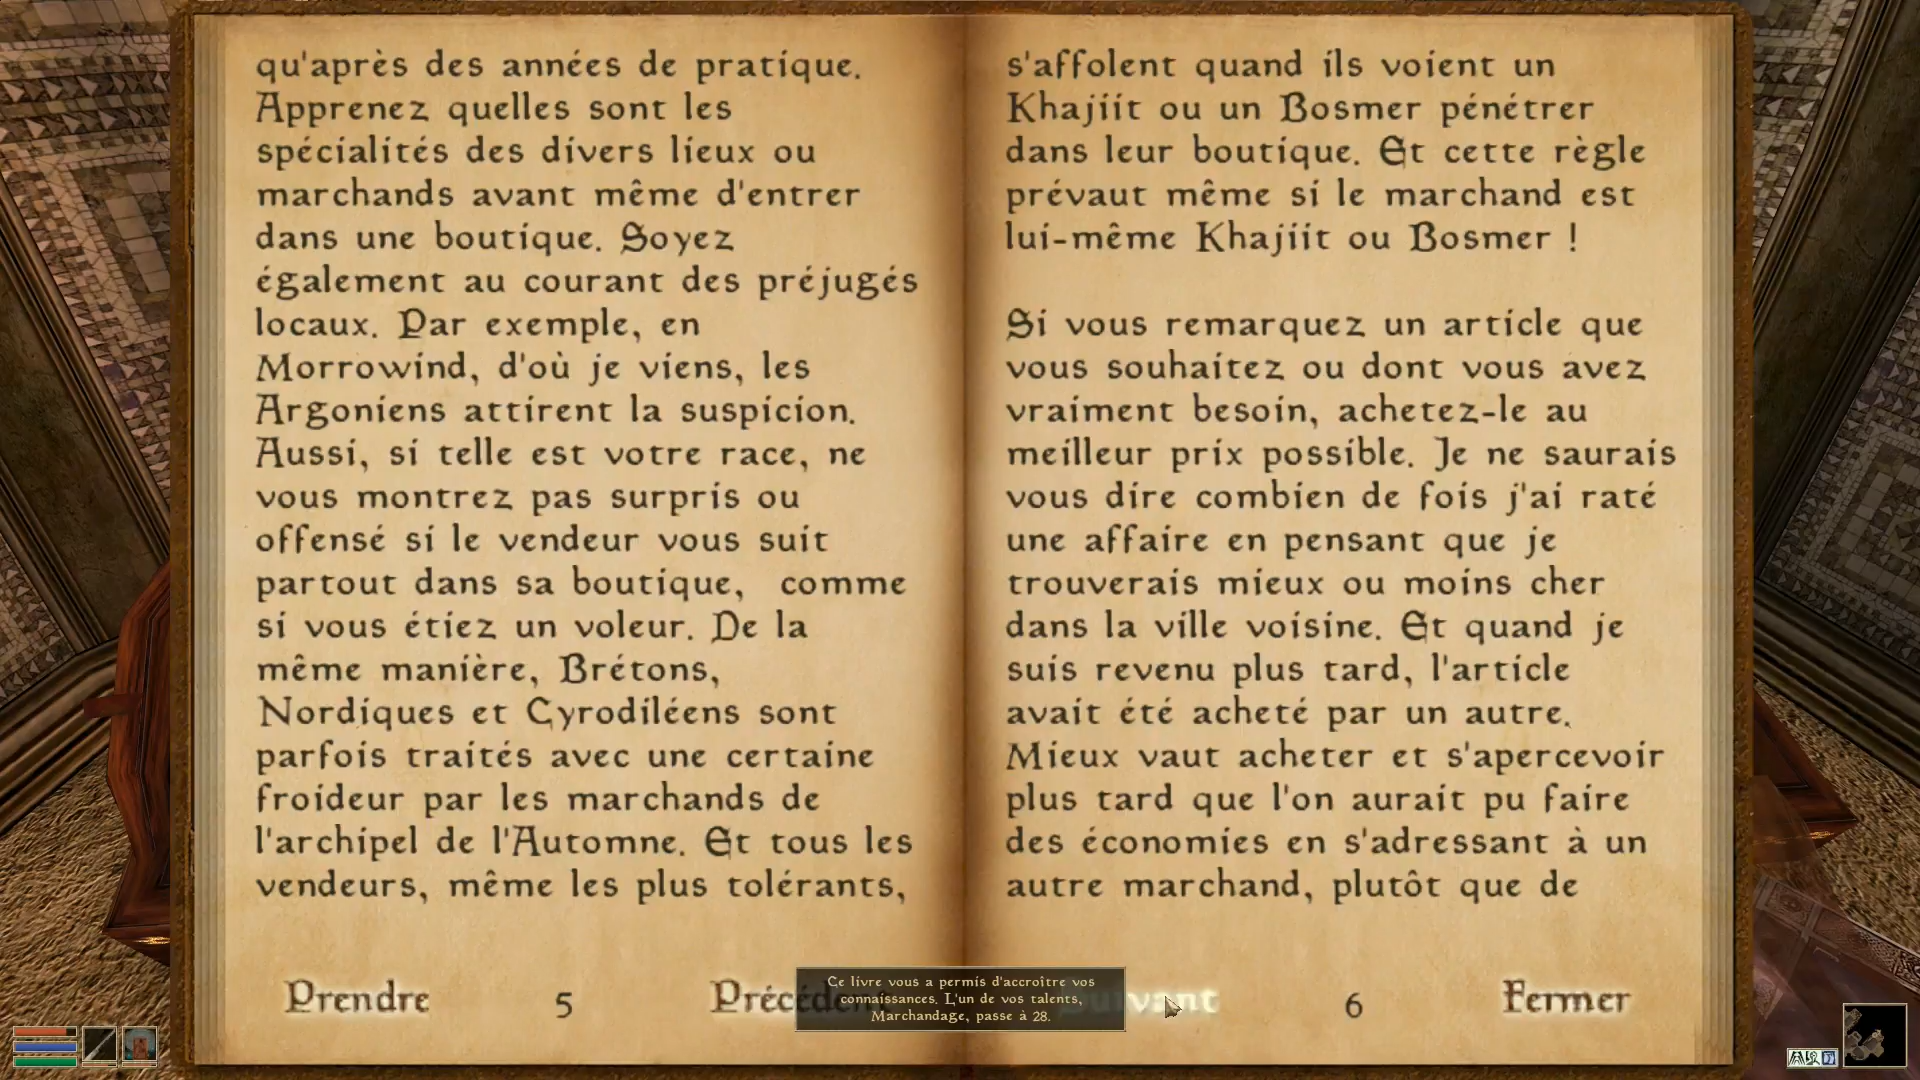 qu'après des années de pratique.
Apprenez quelles sont les
spécialités des divers lieux ou
marchands avant même d'entrer
dans une boutique. Soyez
également au courant des préjugés
locaux. Par exemple, en
Morrowind, d'où je viens, les
Argoniens attirent la suspicion.
Aussi, si telle est votre race, ne
vous montrez pas surpris ou
offensé si le vendeur vous suit
partout dans sa boutique, comme
si vous étiez un voleur. De la
même manière, Brétons,
Nordiques et Cyrodiléens sont
parfois traités avec une certaine
froideur par les marchands de
l'archipel de l'Automne. Et tous les
vendeurs, même les plus tolérants,
s'affolent quand ils voient un
Khajiit ou un Bosmer pénétrer
dans leur boutique. Et cette règle
prévaut même si le marchand est
lui-même Khajiit ou Bosmer !
Si vous remarquez un article que
vous souhaitez ou dont vous avez
vraiment besoin, achetez-le au
meilleur prix possible. Je ne saurais
vous dire combien de fois j'ai raté
une affaire en pensant que je
trouverais mieux ou moins cher
dans la ville voisine. Et quand je
suis revenu plus tard, l'article
avait été acheté par un autre.
Mieux vaut acheter et s'apercevoir
plus tard que l'on aurait pu faire
des économies en s'adressant à un
autre marchand, plutôt que de
Prendre 5 Précédent Suivant 6 Fermer
Ce livre vous a permis d'accroître vos
connaissances. L'un de vos talents,
Marchandage, passe à 28.